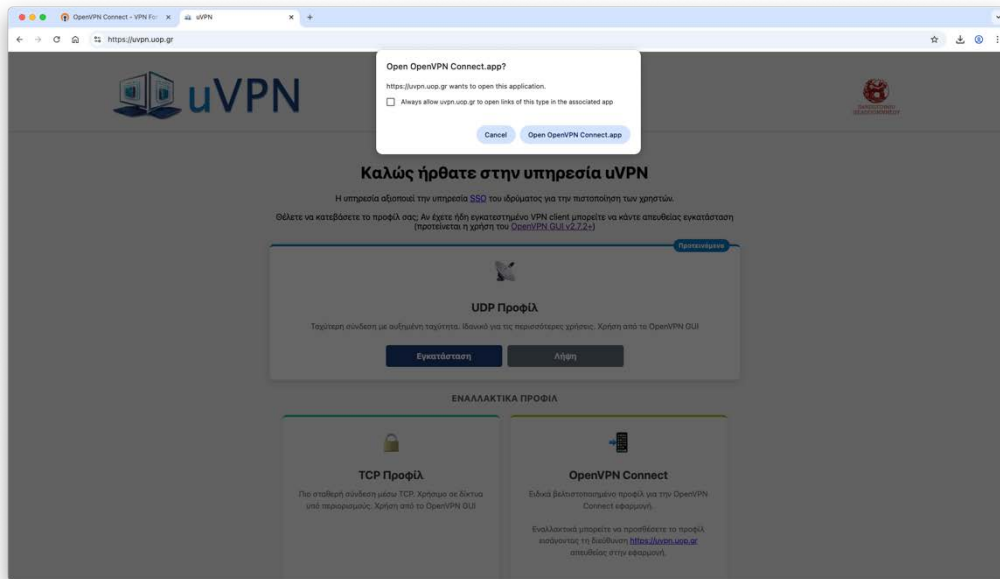 OpenVPN Connect - VPN For
uVPN
https://uvpn.uop.gr
Open OpenVPN Connect.app?
https://uvpn.uop.gr wants to open this application.
Always allow uvpn.uop.gr to open links of this type in the associated app
Cancel
Open OpenVPN Connect.app
uVPN
ΠΑΝΕΠΙΣΤΗΜΙΟ
ΠΕΛΟΠΟΝΝΗΣΟΥ
Καλώς ήρθατε στην υπηρεσία uVPN
Η υπηρεσία αξιοποιεί την υπηρεσία SSO του ιδρύματος για την πιστοποίηση των χρηστών.
Θέλετε να κατεβάσετε το προφίλ σας; Αν έχετε ήδη εγκατεστημένο VPN client μπορείτε να κάντε απευθείας εγκατάσταση
(προτείνεται η χρήση του OpenVPN GUI v2.7.2+)
Προτεινόμενο
UDP Προφίλ
Ταχύτερη σύνδεση με αυξημένη ταχύτητα. Ιδανικό για τις περισσότερες χρήσεις. Χρήση από το OpenVPN GUI
Εγκατάσταση
Λήψη
ΕΝΑΛΛΑΚΤΙΚΑ ΠΡΟΦΙΛ
TCP Προφίλ
Πιο σταθερή σύνδεση μέσω TCP. Χρήσιμο σε δίκτυα
υπό περιορισμούς. Χρήση από το OpenVPN GUI
OpenVPN Connect
Ειδικά βελτιστοποιημένο προφίλ για την OpenVPN
Connect εφαρμογή.
Εναλλακτικά μπορείτε να προσθέσετε το προφίλ
εισάγοντας τη διεύθυνση https://uvpn.uop.gr
απευθείας στην εφαρμογή.